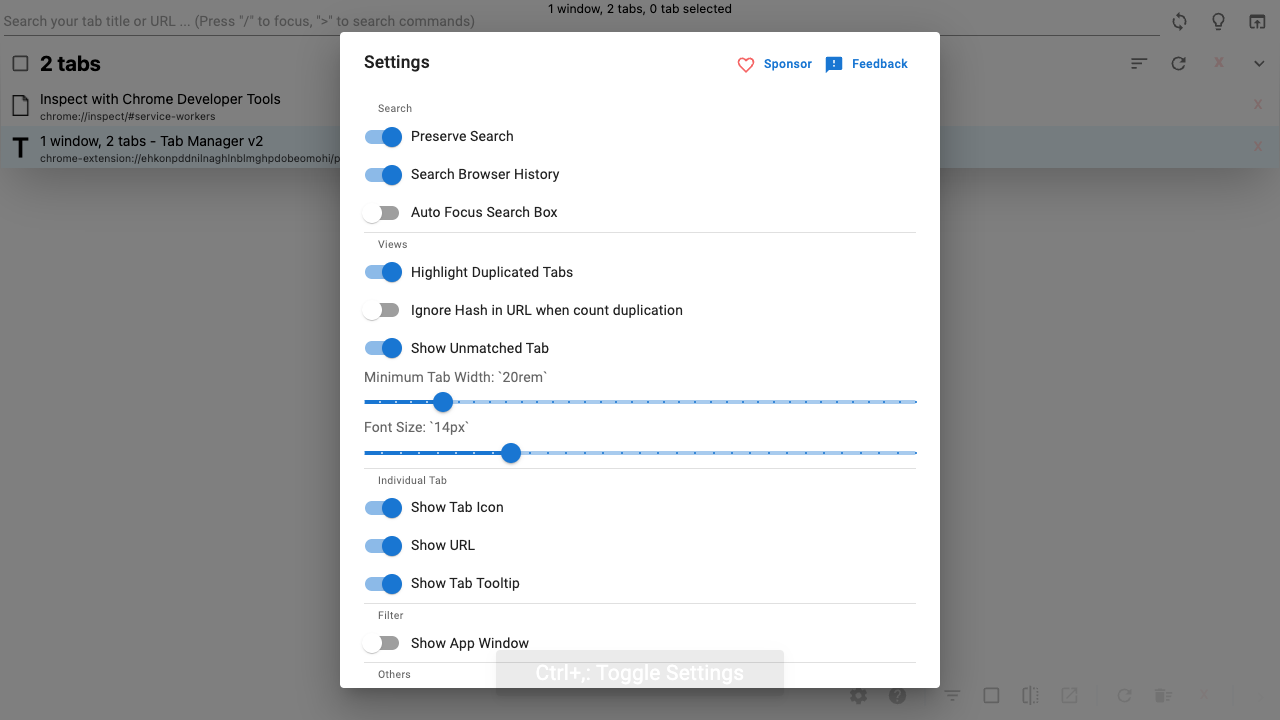 1 window, 2 tabs, 0 tab selected
Search your tab title or URL ... (Press "/" to focus, ">" to search commands)
2 tabs
Inspect with Chrome Developer Tools
chrome://inspect/#service-workers
T
1 window, 2 tabs - Tab Manager v2
chrome-extension://ehkonpddnilnaghlnblmghpdobeomohi/p
x
x
x
Settings
Sponsor
Feedback
Search
Preserve Search
Search Browser History
Auto Focus Search Box
Views
Highlight Duplicated Tabs
Ignore Hash in URL when count duplication
Show Unmatched Tab
Minimum Tab Width: `20rem`
Font Size: `14px`
Individual Tab
Show Tab Icon
Show URL
Show Tab Tooltip
Filter
Show App Window
Others
Ctrl+,: Toggle Settings